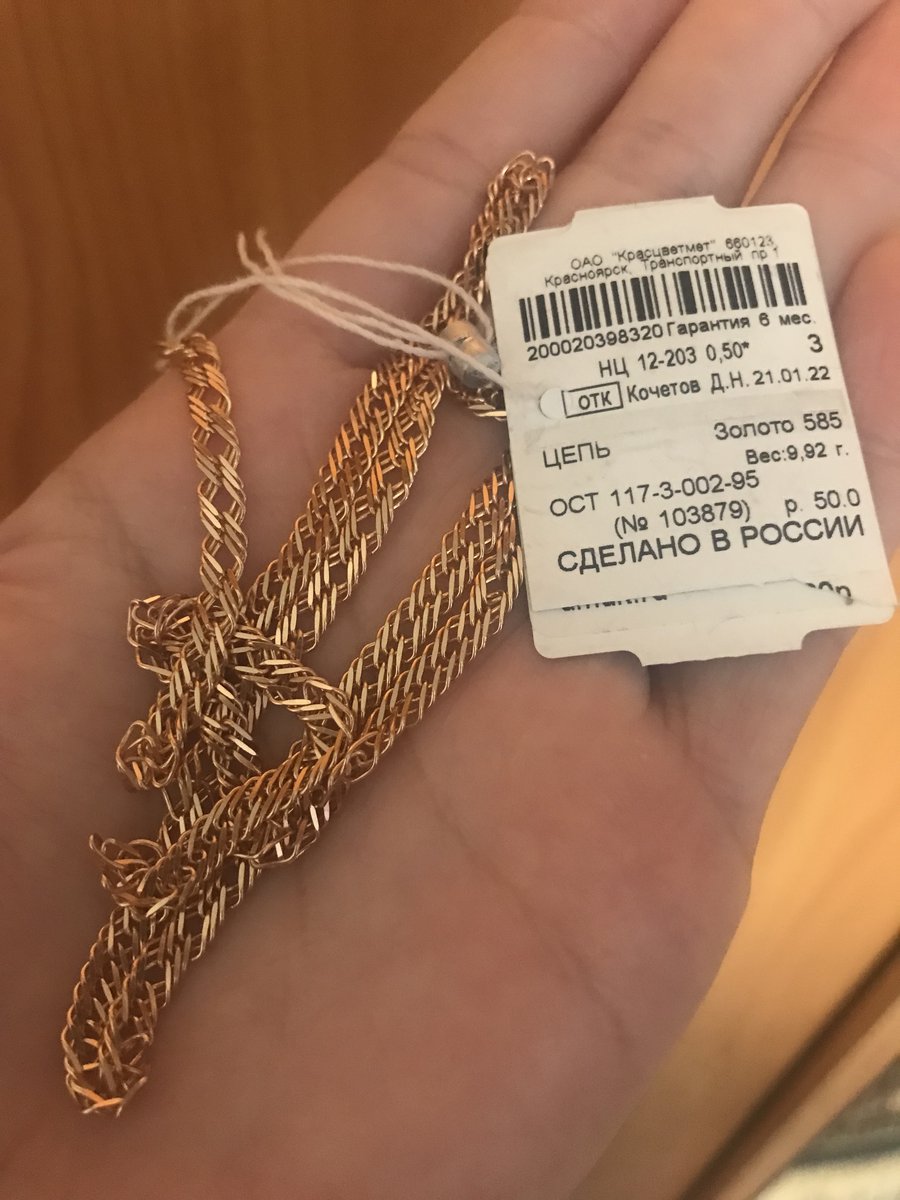 ОАО "Красцветмет" 660123,
Красноярск, Транспортный пр 1
200020398320 Гарантия 6 мес.
НЦ 12-203 0,50* 3
ОТК Кочетов Д.Н. 21.01.22
ЦЕПЬ Золото 585
Вес:9,92 г.
ОСТ 117-3-002-95
(№ 103879) р. 50.0
СДЕЛАНО В РОССИИ